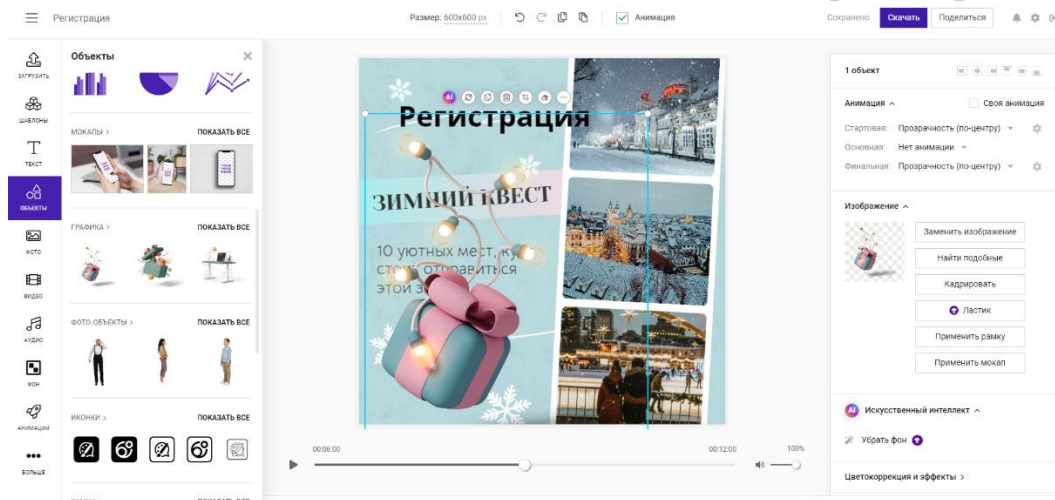 Регистрация
Размер: 600x600 px
Анимация
Сохранено
Скачать
Поделиться
ЗАГРУЗИТЬ
ШАБЛОНЫ
ТЕКСТ
ОБЪЕКТЫ
ФОТО
ВИДЕО
АУДИО
ФОН
АНИМАЦИИ
БОЛЬШЕ
Объекты
МОКАПЫ >
ПОКАЗАТЬ ВСЕ
ГРАФИКА >
ПОКАЗАТЬ ВСЕ
ФОТО-ОБЪЕКТЫ >
ПОКАЗАТЬ ВСЕ
ИКОНКИ >
ПОКАЗАТЬ ВСЕ
AI
Регистрация
ЗИМНИЙ КВЕСТ
10 уютных мест,
отправиться
этой
00:06:00
00:12:00
100%
1 объект
Анимация
Своя анимация
Стартовая: Прозрачность (по-центру)
Основная: Нет анимации
Финальная: Прозрачность (по-центру)
Изображение
Заменить изображение
Найти подобные
Кадрировать
Ластик
Применить рамку
Применить мокап
AI Искусственный интеллект
Убрать фон
Цветокоррекция и эффекты >